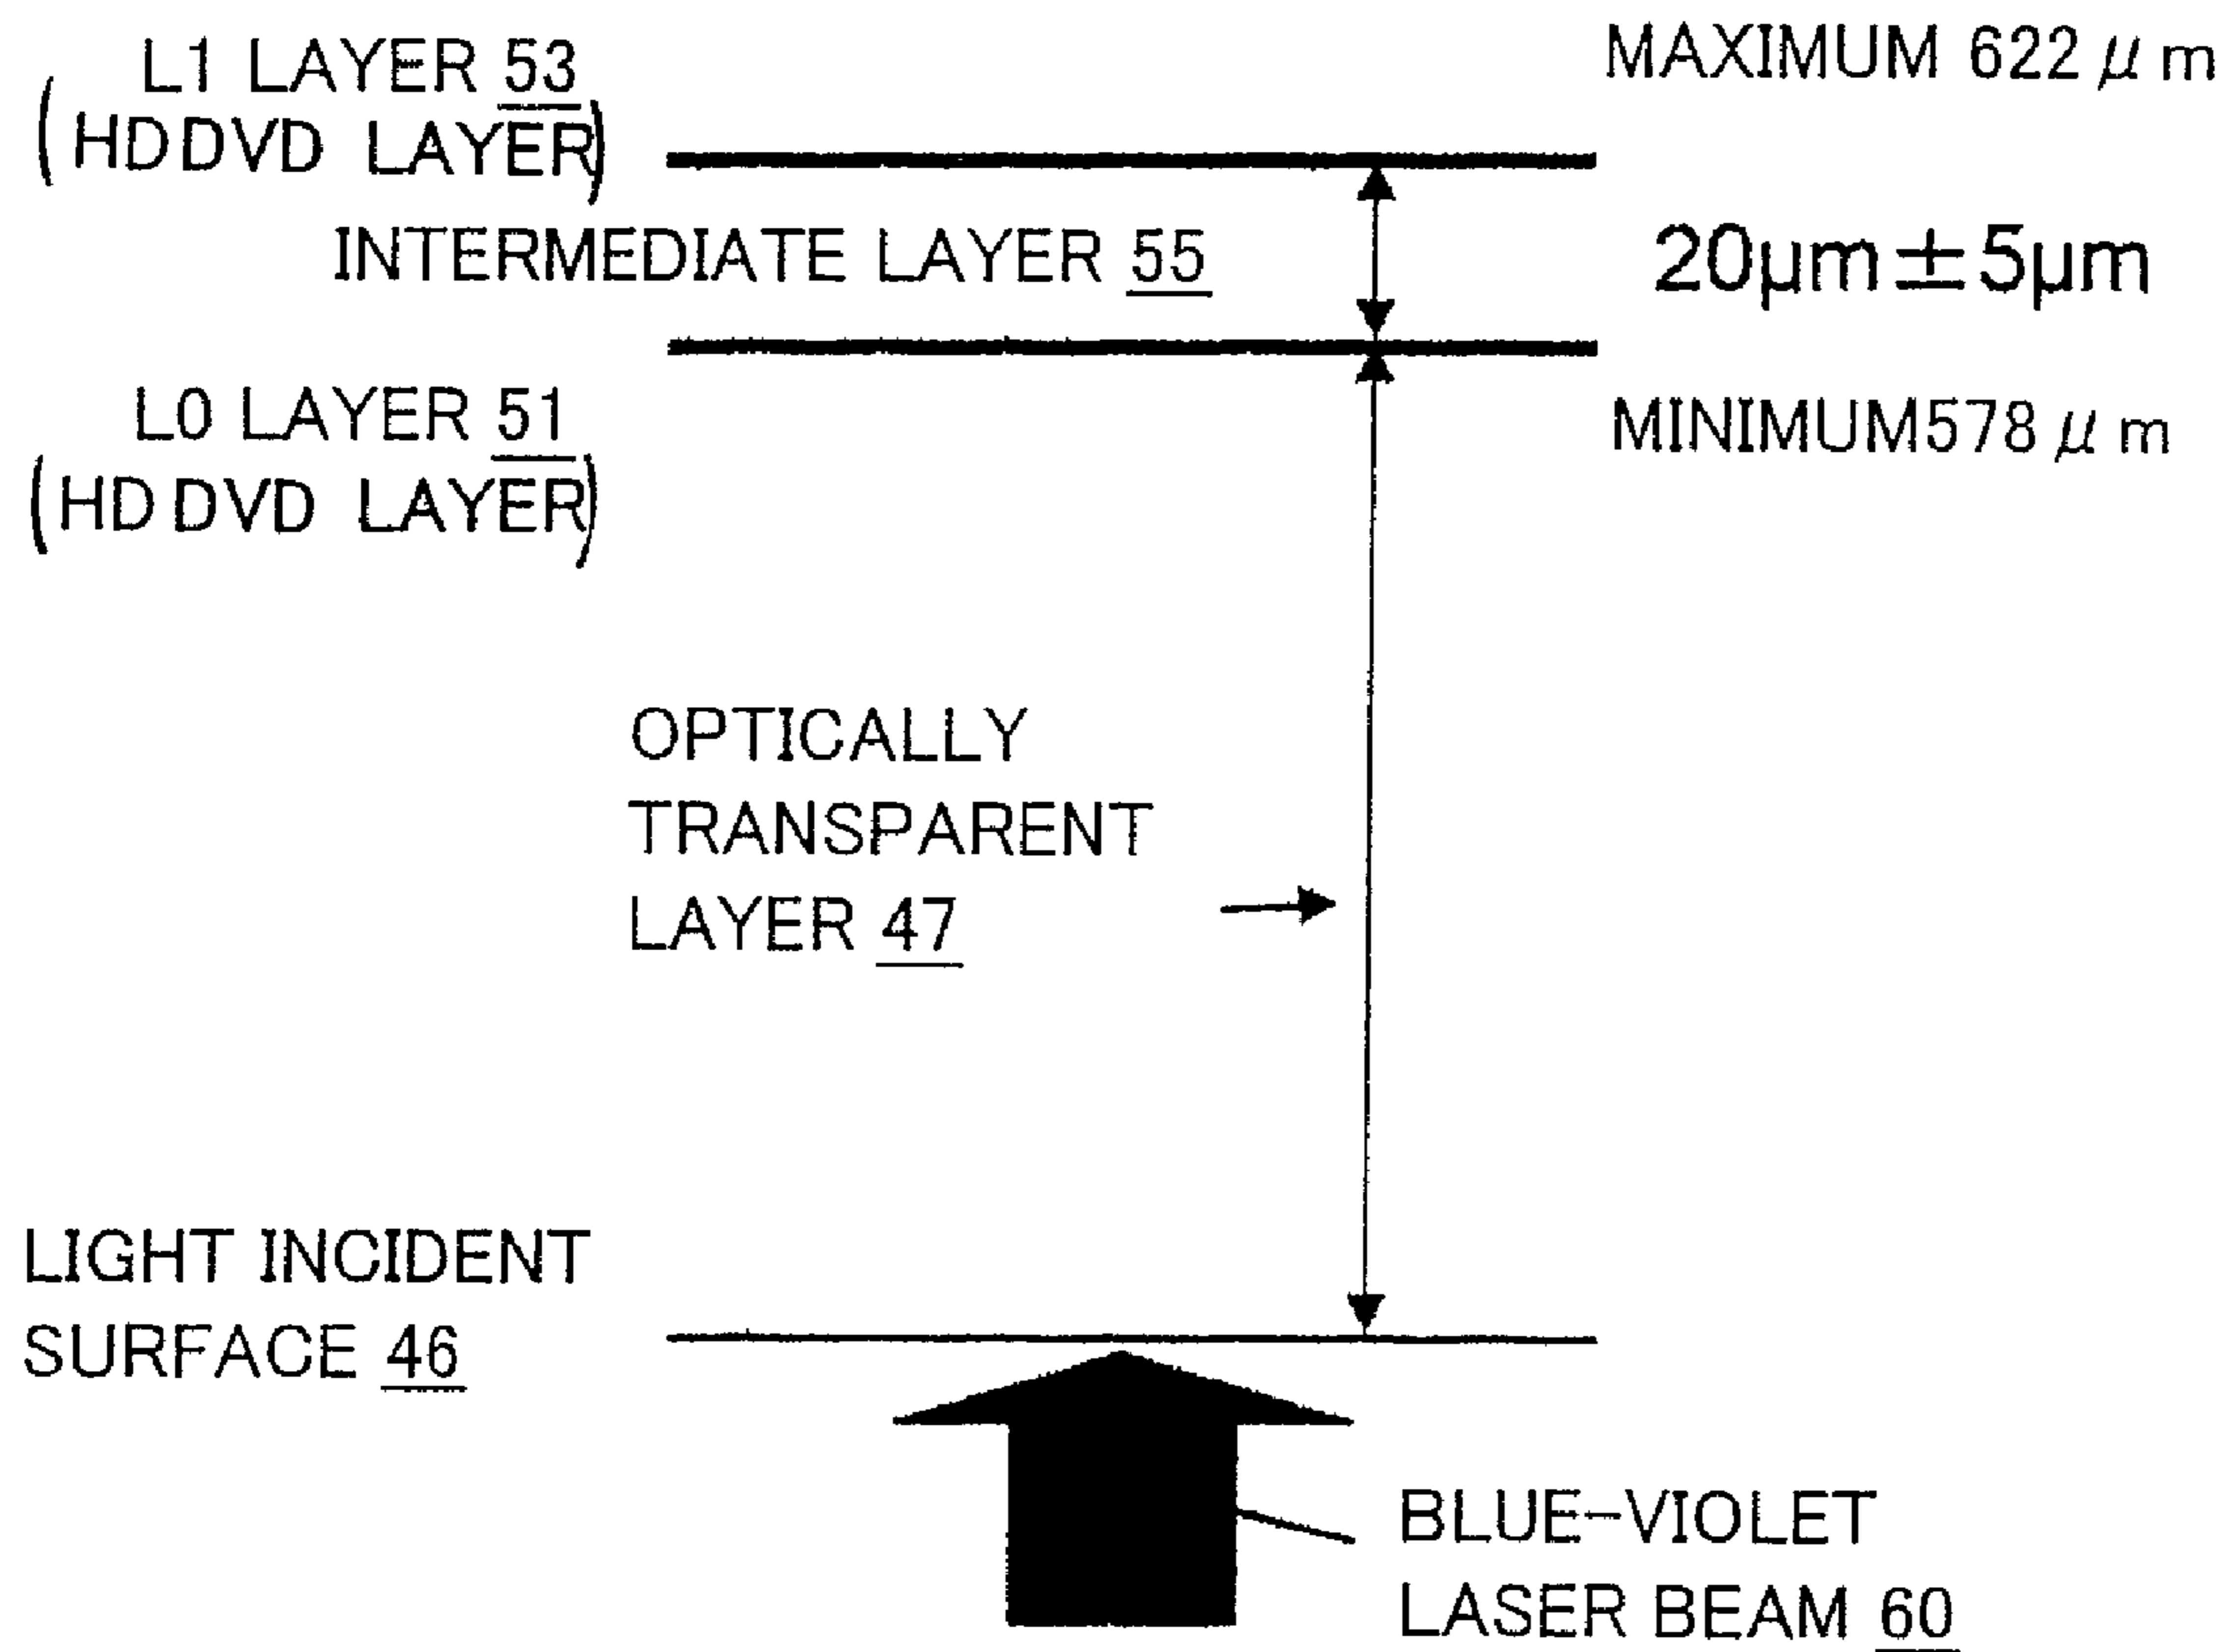 L1 LAYER 53
(HD DVD LAYER)
MAXIMUM 622 μm
INTERMEDIATE LAYER 55
20μm±5μm
L0 LAYER 51
(HD DVD LAYER)
MINIMUM578 μm
OPTICALLY
TRANSPARENT
LAYER 47
LIGHT INCIDENT
SURFACE 46
BLUE-VIOLET
LASER BEAM 60